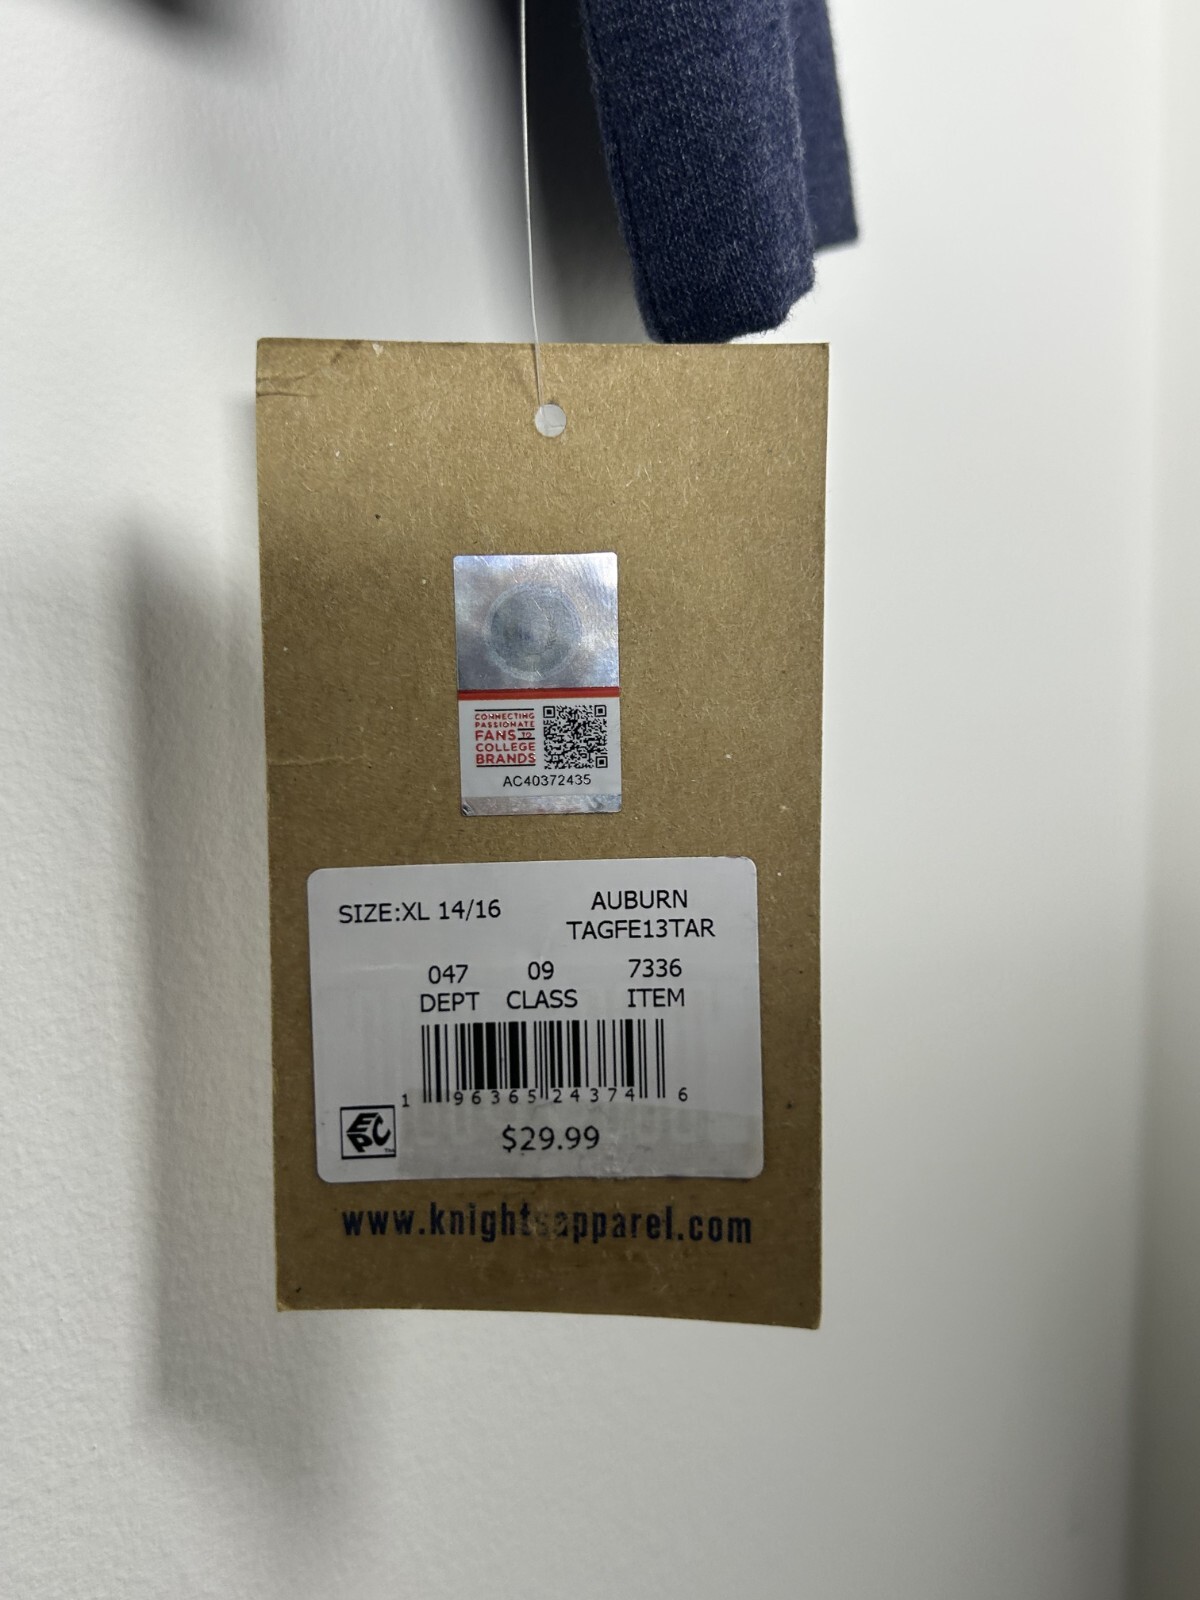 CONNECTING
PASSIONATE
FANS TO
COLLEGE
BRANDS
AC40372435
SIZE:XL 14/16
AUBURN
TAGFE13TAR
047 09 7336
DEPT CLASS ITEM
1 96365 24374 6
EPC
$29.99
www.knightsapparel.com